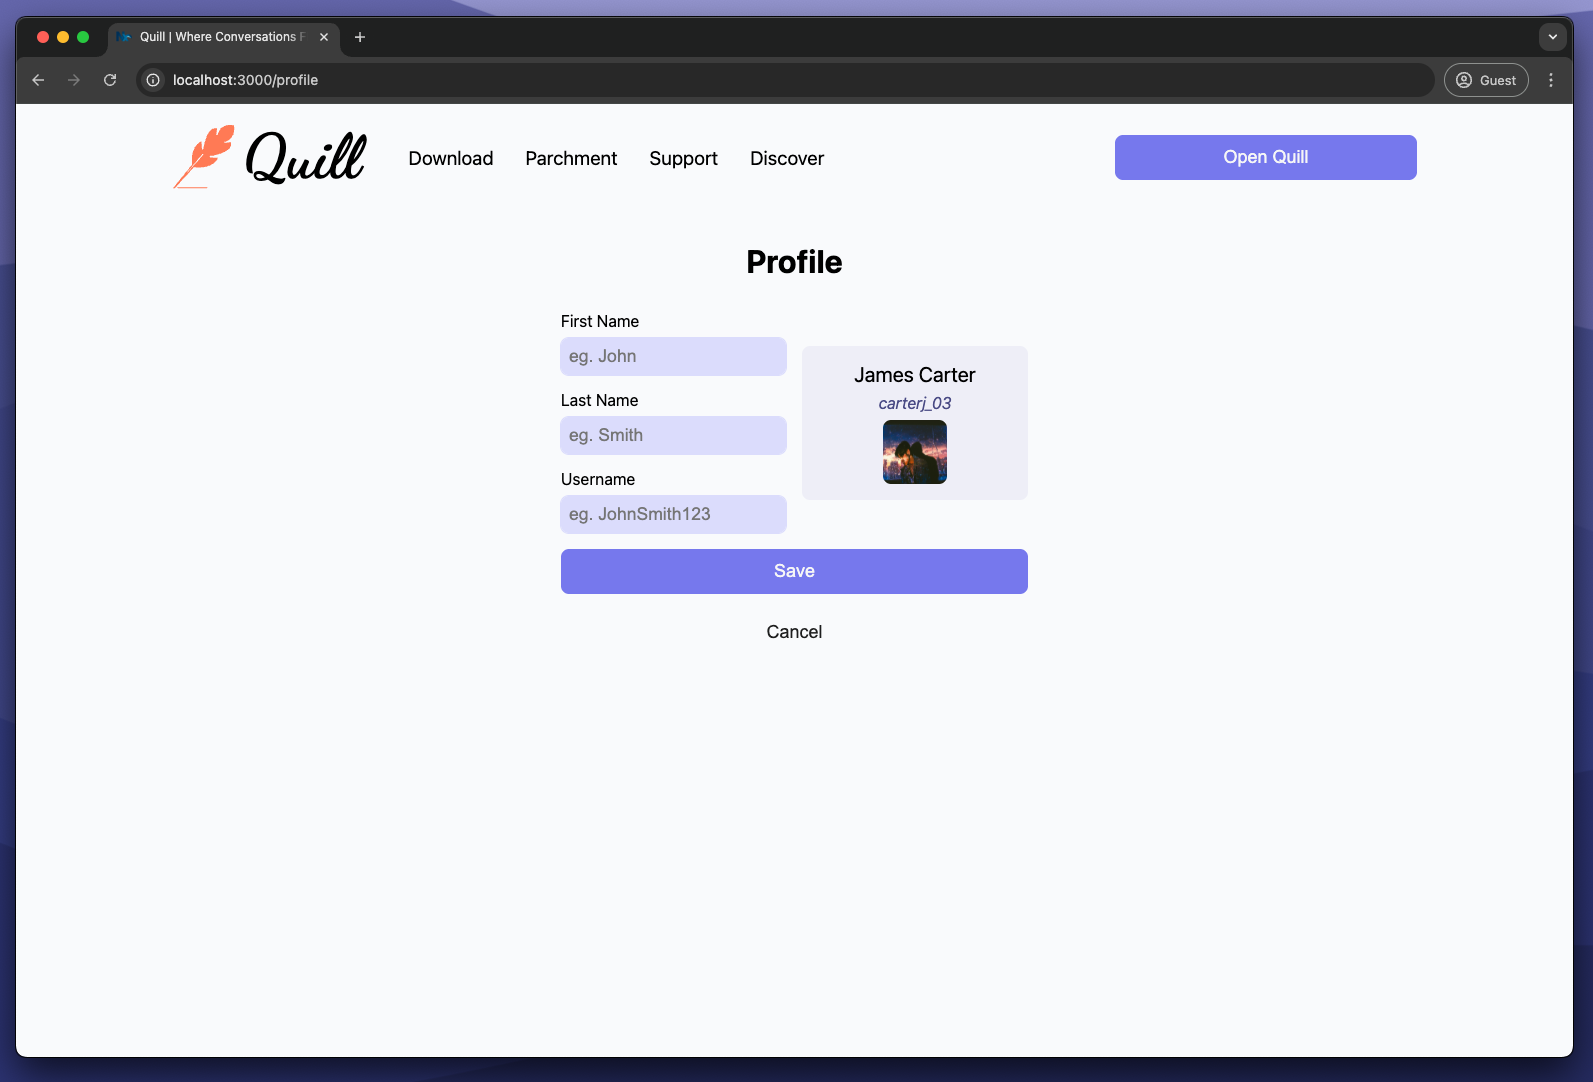 Quill | Where Conversations F
localhost:3000/profile
Guest
Quill
Download
Parchment
Support
Discover
Open Quill
Profile
First Name
eg. John
Last Name
eg. Smith
Username
eg. JohnSmith123
James Carter
carterj_03
Save
Cancel